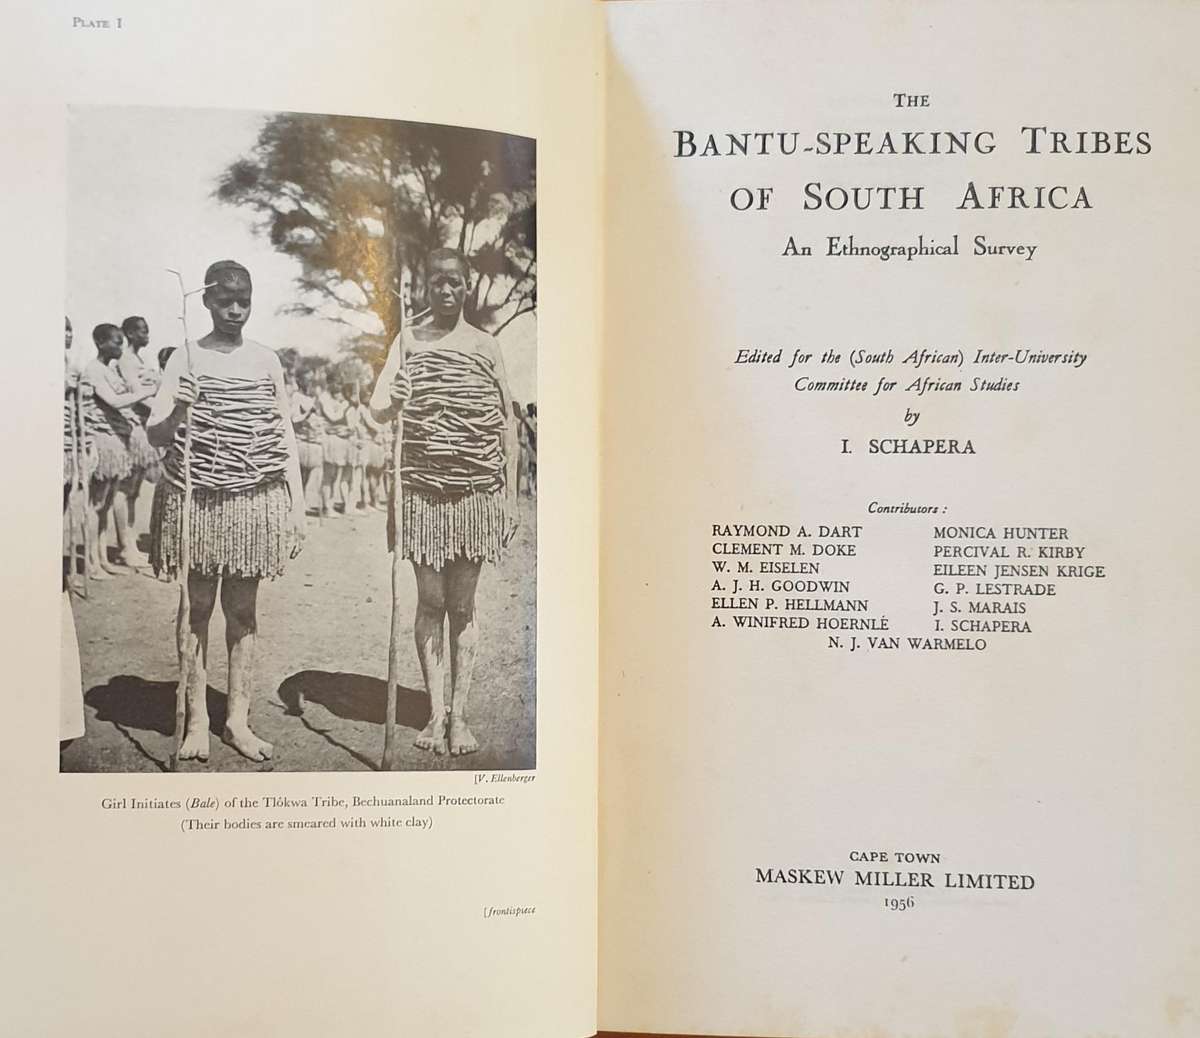 PLATE I
[V. Ellenberger
Girl Initiates (Bale) of the Tlôkwa Tribe, Bechuanaland Protectorate
(Their bodies are smeared with white clay)
[frontispiece
THE
BANTU-SPEAKING TRIBES
OF SOUTH AFRICA
An Ethnographical Survey
Edited for the (South African) Inter-University
Committee for African Studies
by
I. SCHAPERA
Contributors :
RAYMOND A. DART
CLEMENT M. DOKE
W. M. EISELEN
A. J. H. GOODWIN
ELLEN P. HELLMANN
A. WINIFRED HOERNLÉ
MONICA HUNTER
PERCIVAL R. KIRBY
EILEEN JENSEN KRIGE
G. P. LESTRADE
J. S. MARAIS
I. SCHAPERA
N. J. VAN WARMELO
CAPE TOWN
MASKEW MILLER LIMITED
1956